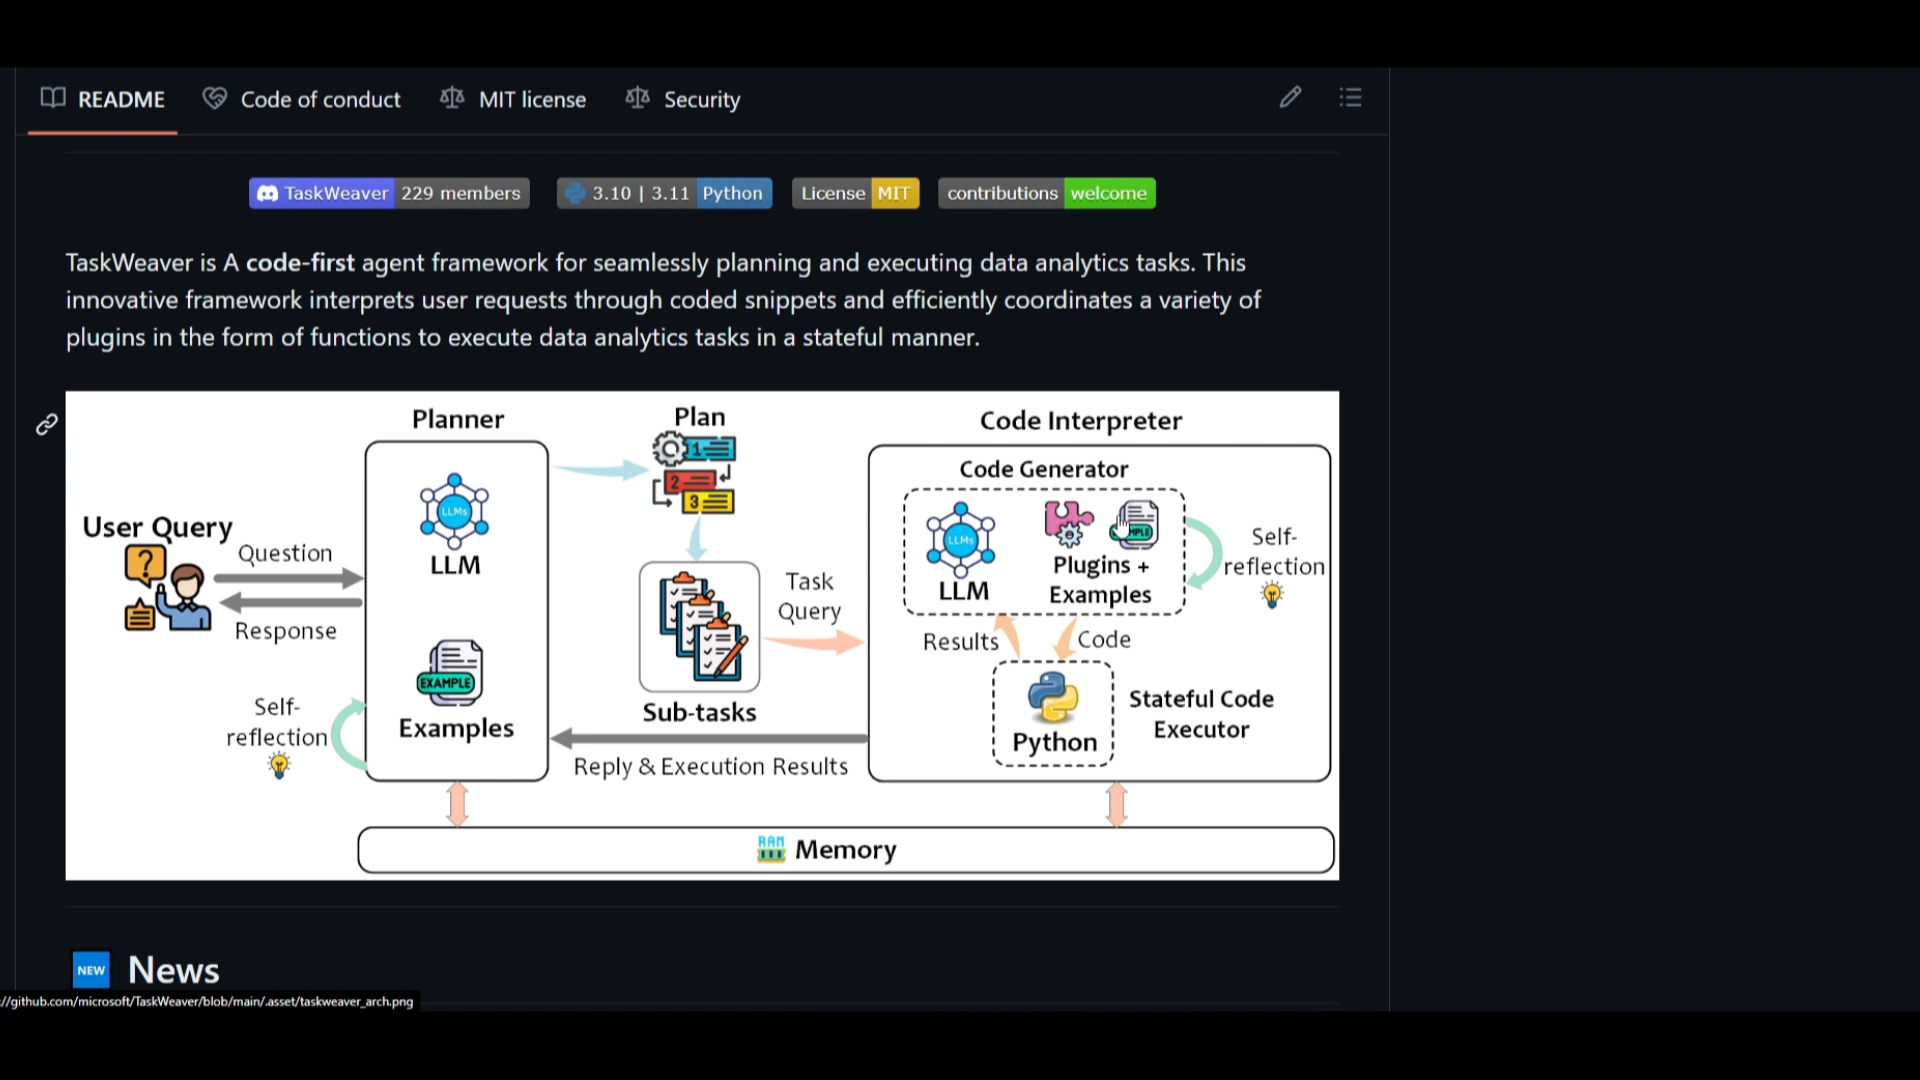 README
Code of conduct
MIT license
Security
TaskWeaver 229 members
3.10 | 3.11 Python
License MIT
contributions welcome
TaskWeaver is A code-first agent framework for seamlessly planning and executing data analytics tasks. This
innovative framework interprets user requests through coded snippets and efficiently coordinates a variety of
plugins in the form of functions to execute data analytics tasks in a stateful manner.
User Query
Question
Response
Self-
reflection
Planner
LLMs
LLM
EXAMPLE
Examples
Plan
1
2
3
Sub-tasks
Task
Query
Reply & Execution Results
Code Interpreter
Code Generator
LLMs
LLM
Plugins +
Examples
Self-
reflection
Results
Code
Python
Stateful Code
Executor
RAM
Memory
NEW
News
//github.com/microsoft/TaskWeaver/blob/main/.asset/taskweaver_arch.png